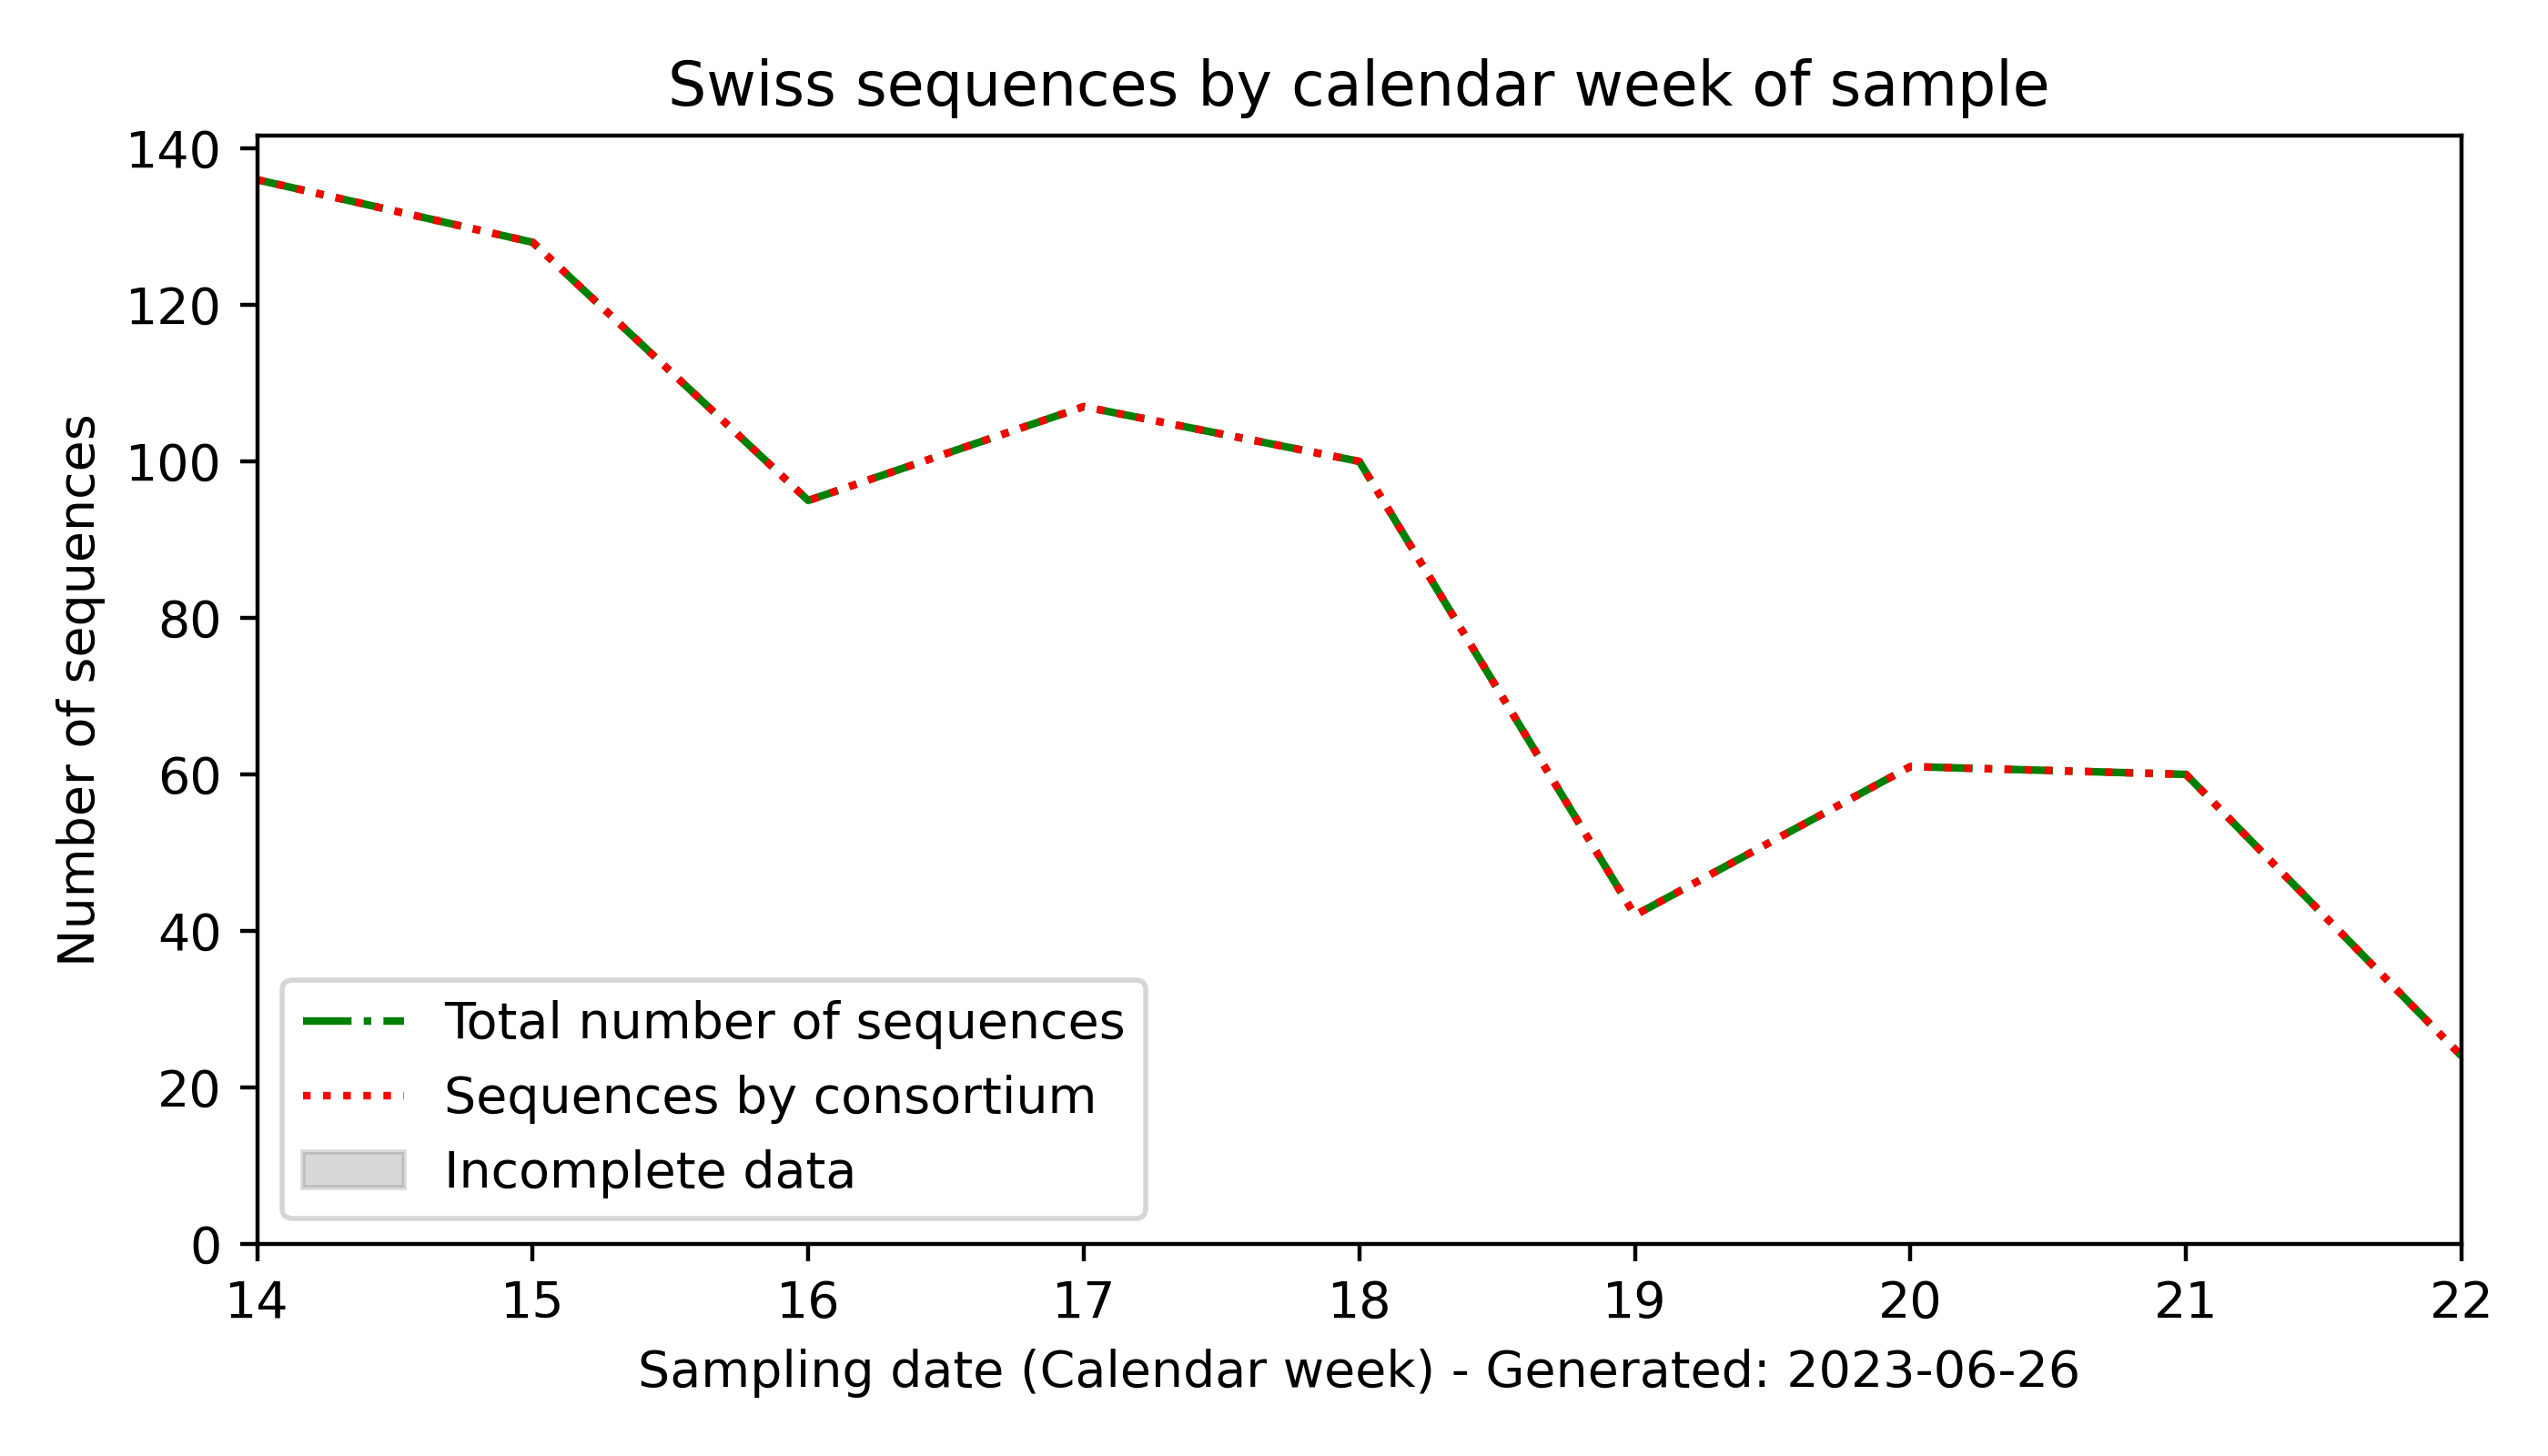 Swiss sequences by calendar week of sample
Number of sequences
140
120
100
80
60
40
20
0
Total number of sequences
Sequences by consortium
Incomplete data
14 15 16 17 18 19 20 21 22
Sampling date (Calendar week) - Generated: 2023-06-26